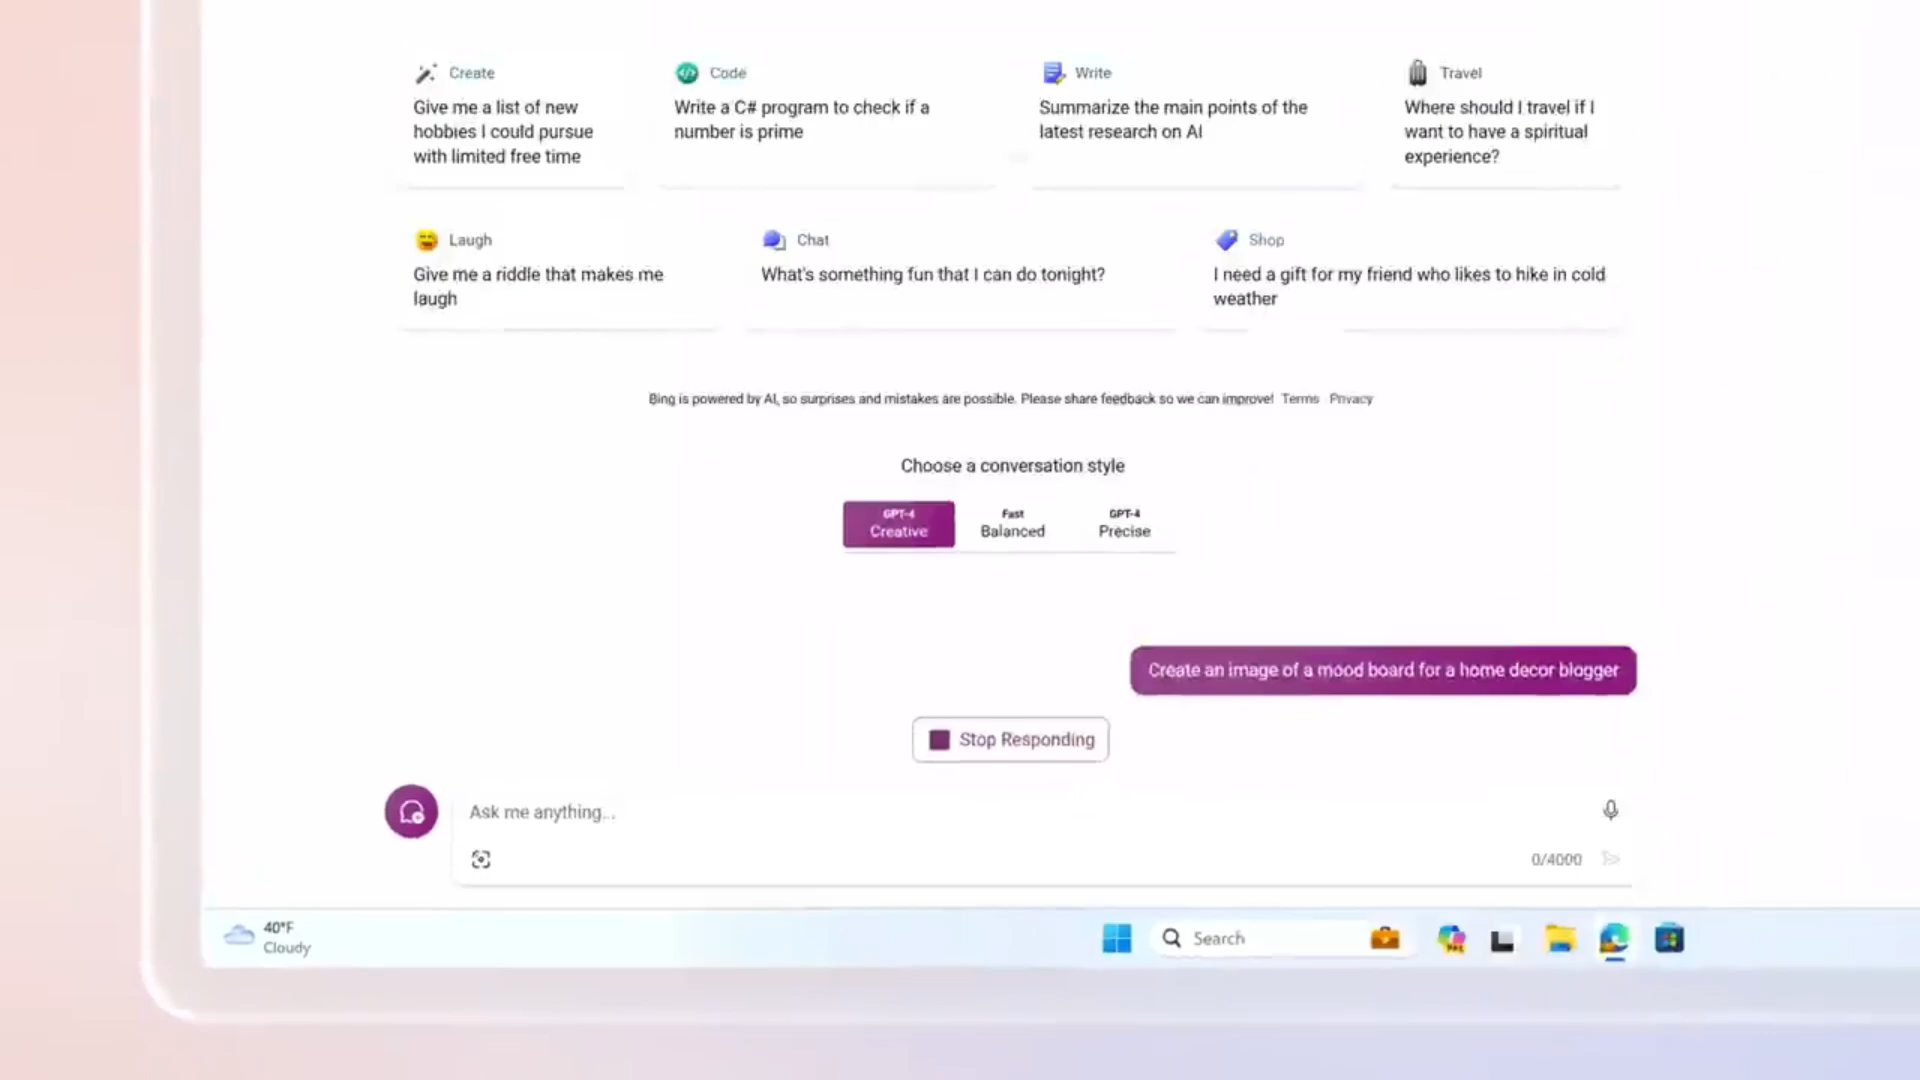 Create
Give me a list of new
hobbies I could pursue
with limited free time
Code
Write a C# program to check if a
number is prime
Write
Summarize the main points of the
latest research on AI
Travel
Where should I travel if I
want to have a spiritual
experience?
Laugh
Give me a riddle that makes me
laugh
Chat
What's something fun that I can do tonight?
Shop
I need a gift for my friend who likes to hike in cold
weather
Bing is powered by AI, so surprises and mistakes are possible. Please share feedback so we can improve! Terms Privacy
Choose a conversation style
GPT-4
Creative
Fast
Balanced
GPT-4
Precise
Create an image of a mood board for a home decor blogger
Stop Responding
Ask me anything...
0/4000
40°F
Cloudy
Search
PRE